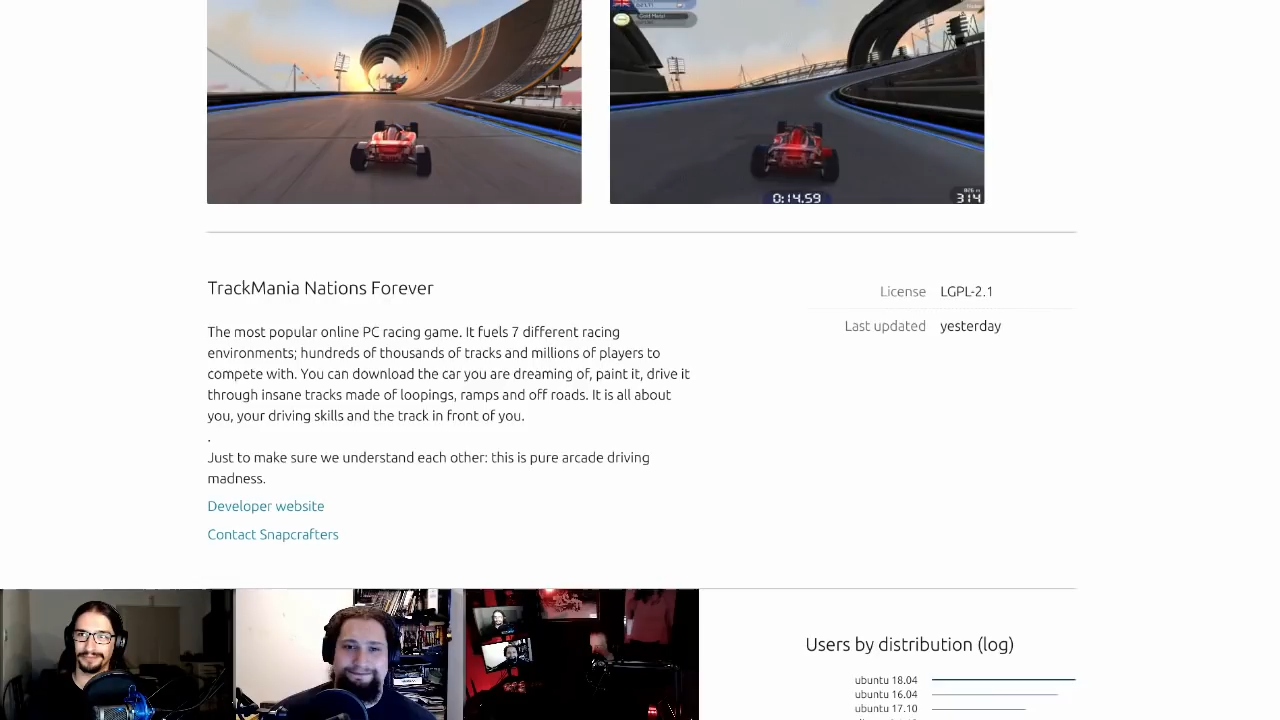 Gold Medal
0:14.59
314
TrackMania Nations Forever
License LGPL-2.1
Last updated yesterday
The most popular online PC racing game. It fuels 7 different racing
environments; hundreds of thousands of tracks and millions of players to
compete with. You can download the car you are dreaming of, paint it, drive it
through insane tracks made of loopings, ramps and off roads. It is all about
you, your driving skills and the track in front of you.
.
Just to make sure we understand each other: this is pure arcade driving
madness.
Developer website
Contact Snapcrafters
Users by distribution (log)
ubuntu 18.04
ubuntu 16.04
ubuntu 17.10